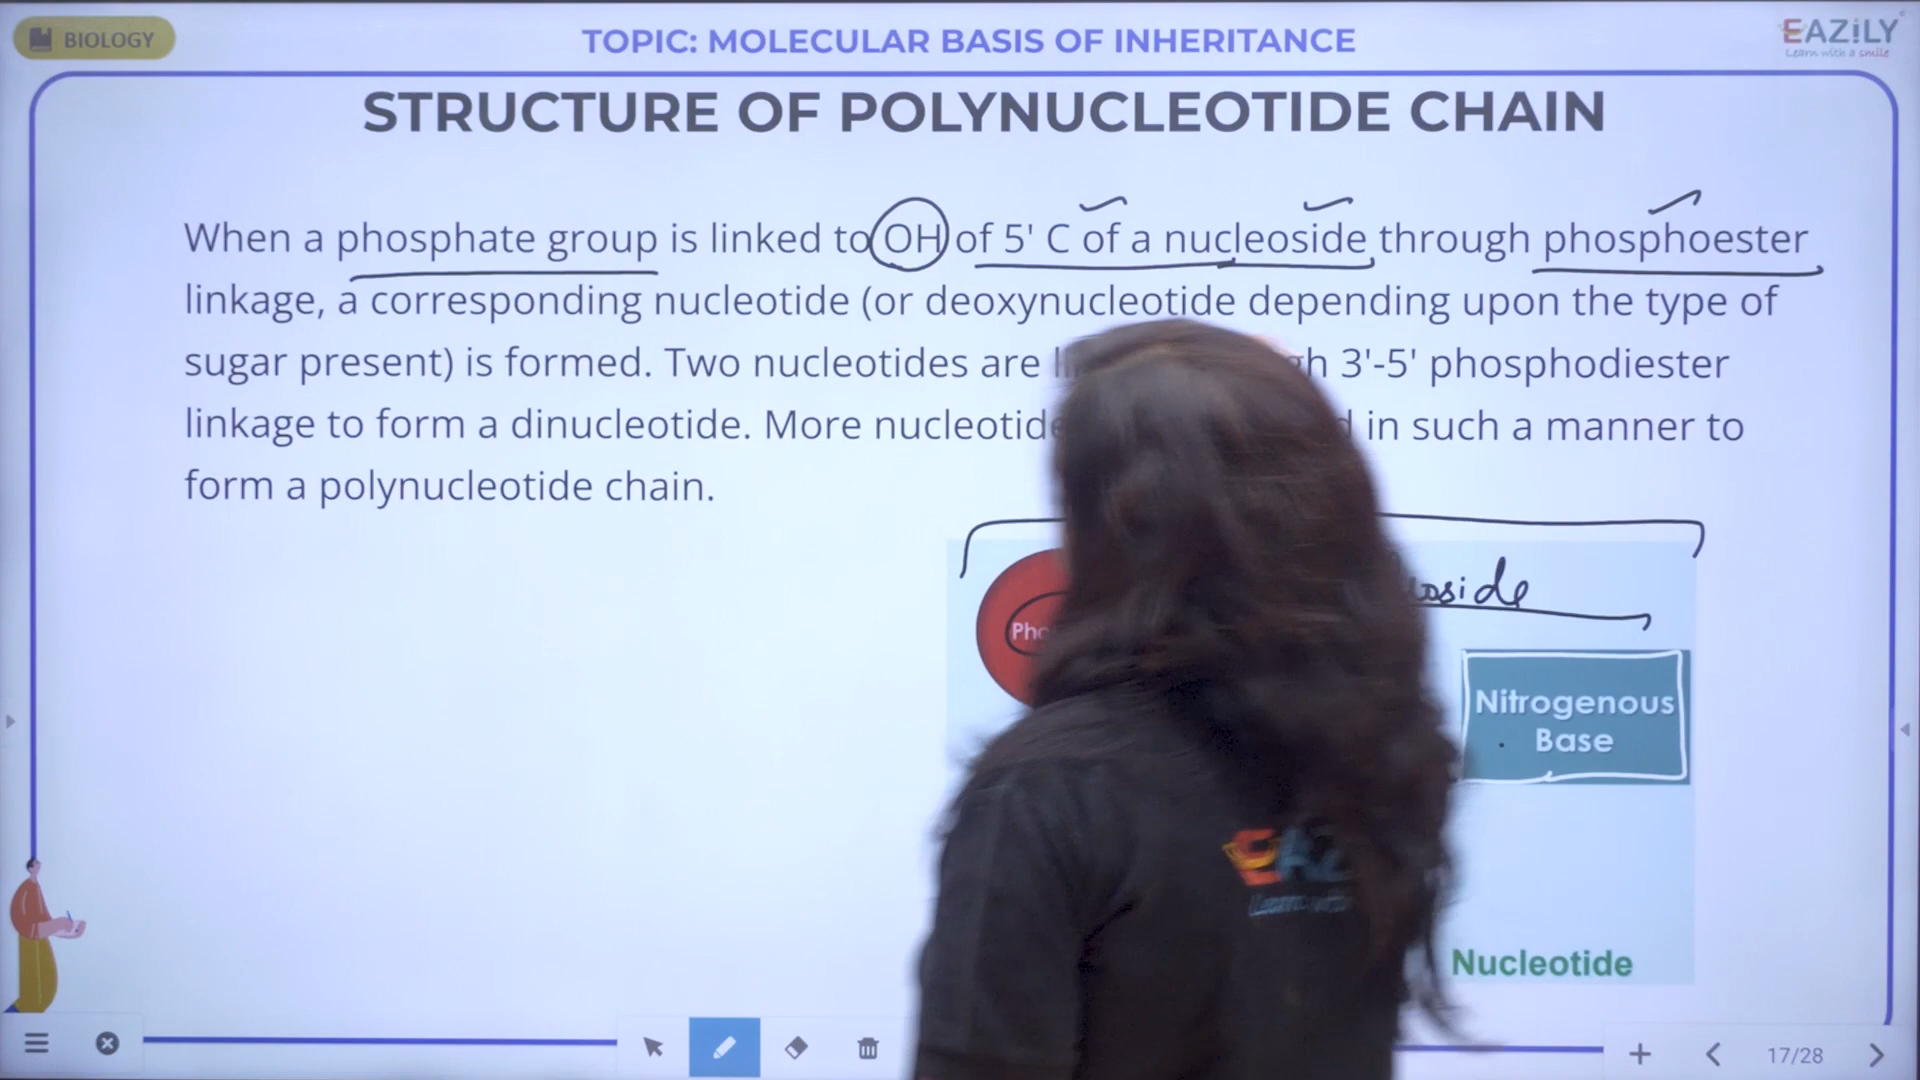 BIOLOGY
TOPIC: MOLECULAR BASIS OF INHERITANCE
EAZiLY
Learn with a smile
STRUCTURE OF POLYNUCLEOTIDE CHAIN
When a phosphate group is linked to OH of 5' C of a nucleoside through phosphoester
linkage, a corresponding nucleotide (or deoxynucleotide depending upon the type of
sugar present) is formed. Two nucleotides are 3'-5' phosphodiester
linkage to form a dinucleotide. More in such a manner to
form a polynucleotide chain.
Nitrogenous
Base
Nucleotide
17/28